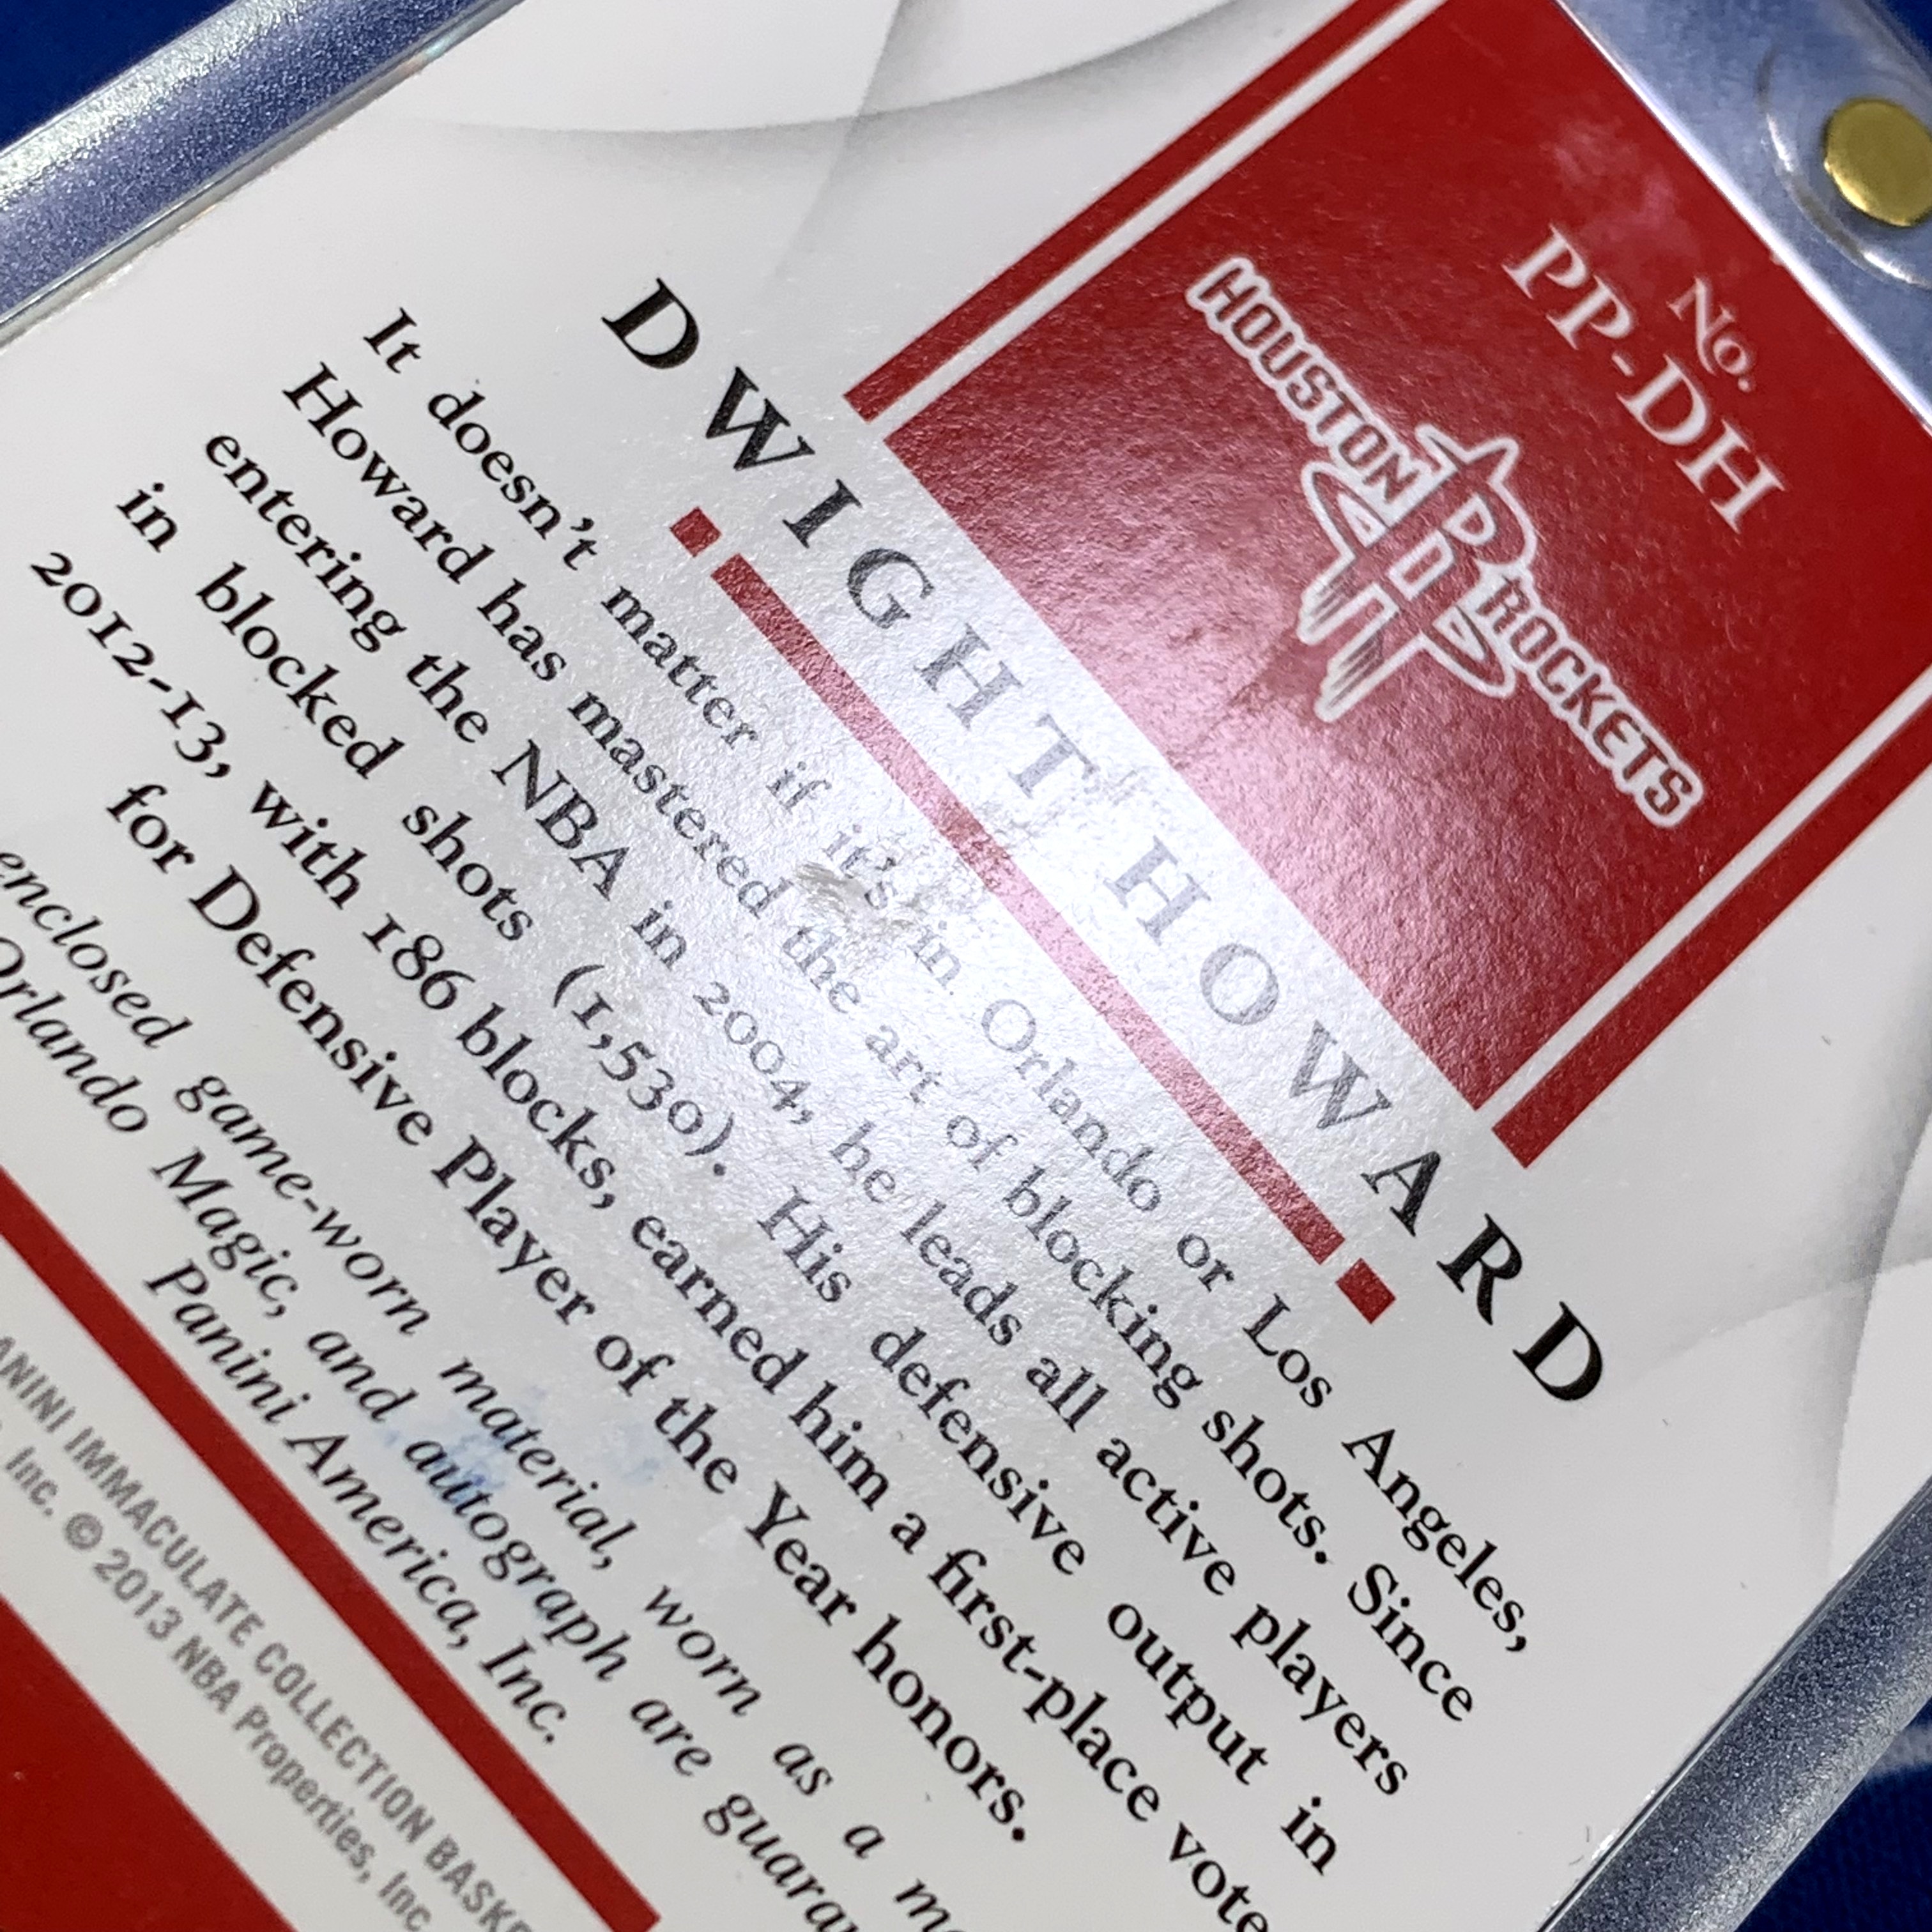 No.
PP-DH
HOUSTON
R
ROCKETS
DWIGHT HOWARD
It doesn't matter if it's in Orlando or Los Angeles,
Howard has mastered the art of blocking shots. Since
entering the NBA in 2004, he leads all active players
in blocked shots (1,530). His defensive output in
2012-13, with 186 blocks, earned him a first-place vote
for Defensive Player of the Year honors.
enclosed game-worn material, worn as a
Orlando Magic, and autograph are
Panini America, Inc.
IMMACULATE COLLECTION
Inc. © 2013 NBA Properties, Inc